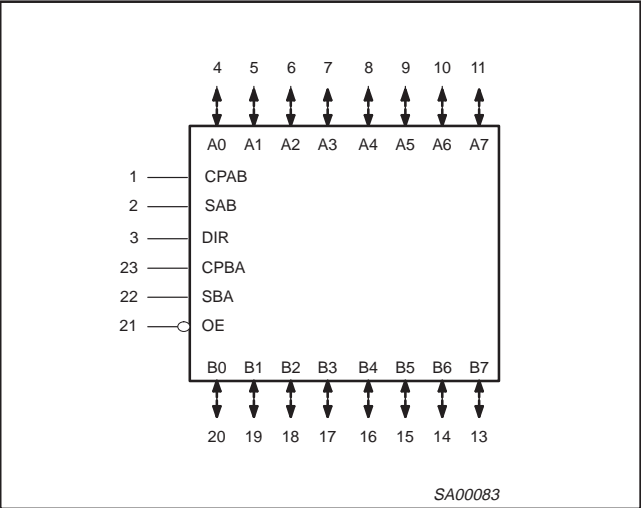 4 5 6 7 8 9 10 11
A0 A1 A2 A3 A4 A5 A6 A7
1 CPAB
2 SAB
3 DIR
23 CPBA
22 SBA
21 OE
B0 B1 B2 B3 B4 B5 B6 B7
20 19 18 17 16 15 14 13
SA00083